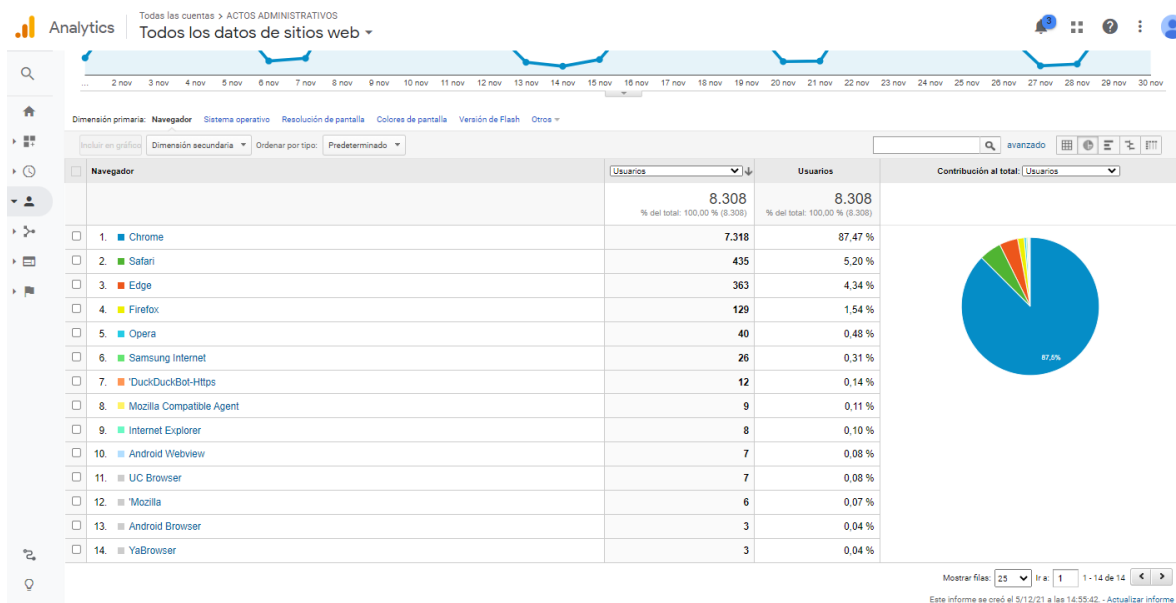 Analytics
Todas las cuentas > ACTOS ADMINISTRATIVOS
Todos los datos de sitios web
3
... 2 nov 3 nov 4 nov 5 nov 6 nov 7 nov 8 nov 9 nov 10 nov 11 nov 12 nov 13 nov 14 nov 15 nov 16 nov 17 nov 18 nov 19 nov 20 nov 21 nov 22 nov 23 nov 24 nov 25 nov 26 nov 27 nov 28 nov 29 nov 30 nov
Dimensión primaria: Navegador Sistema operativo Resolución de pantalla Colores de pantalla Versión de Flash Otros
Incluir en gráfico Dimensión secundaria Ordenar por tipo: Predeterminado avanzado
Navegador Usuarios Usuarios Contribución al total: Usuarios
8.308 8.308
% del total: 100,00 % (8.308) % del total: 100,00 % (8.308)
1. Chrome 7.318 87,47 %
2. Safari 435 5,20 %
3. Edge 363 4,34 %
4. Firefox 129 1,54 %
5. Opera 40 0,48 %
6. Samsung Internet 26 0,31 %
7. 'DuckDuckBot-Https 12 0,14 %
8. Mozilla Compatible Agent 9 0,11 %
9. Internet Explorer 8 0,10 %
10. Android Webview 7 0,08 %
11. UC Browser 7 0,08 %
12. 'Mozilla 6 0,07 %
13. Android Browser 3 0,04 %
14. YaBrowser 3 0,04 %
87,5%
Mostrar filas: 25 Ir a: 1 1 - 14 de 14
Este informe se creó el 5/12/21 a las 14:55:42. - Actualizar informe